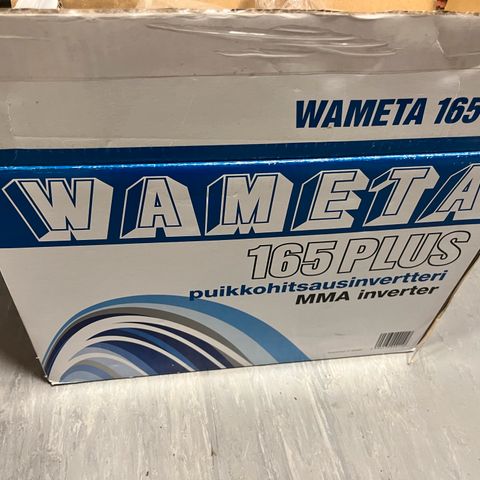 WAMETA 165
WAMETA
165 PLUS
puikkohitsausinvertteri
MMA inverter